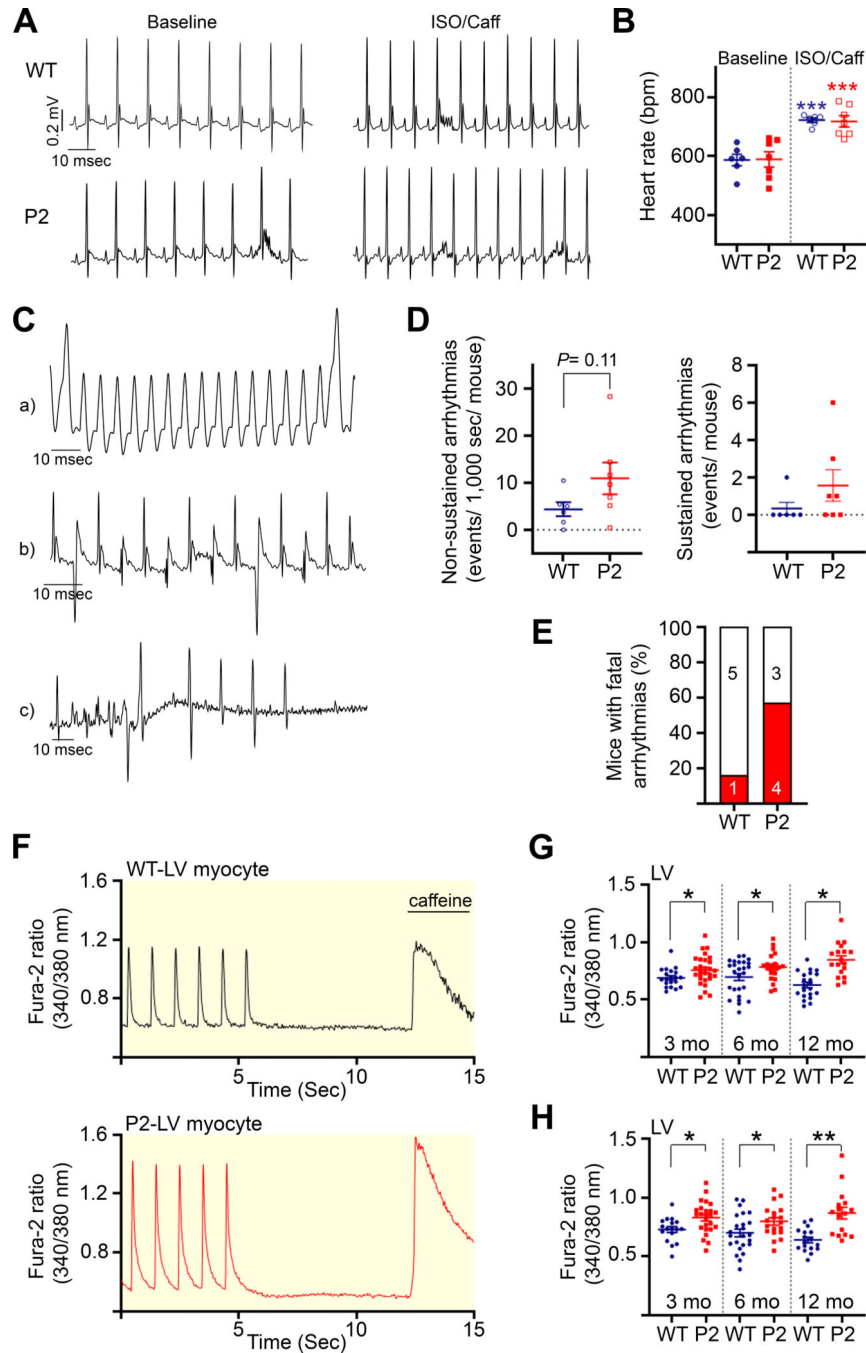 A
Baseline
ISO/Caff
WT
0.2 mV
10 msec
P2
B
Baseline ISO/Caff
Heart rate (bpm)
800
600
400
***
***
WT P2 WT P2
C
a)
10 msec
b)
10 msec
c)
10 msec
D
Non-sustained arrhythmias
(events/ 1,000 sec/ mouse)
P= 0.11
30
20
10
0
WT P2
Sustained arrhythmias
(events/ mouse)
8
6
4
2
0
WT P2
E
Mice with fatal
arrhythmias (%)
100
80
60
40
20
5
3
1
4
WT P2
F
WT-LV myocyte
Fura-2 ratio
(340/380 nm)
1.6
1.2
0.8
caffeine
5
10
15
Time (Sec)
P2-LV myocyte
Fura-2 ratio
(340/380 nm)
1.6
1.2
0.8
5
10
15
Time (Sec)
G
LV
Fura-2 ratio
(340/380 nm)
1.5
1.0
0.5
0
* * *
3 mo 6 mo 12 mo
WT P2 WT P2 WT P2
H
LV
Fura-2 ratio
(340/380 nm)
1.5
1.0
0.5
0
* * **
3 mo 6 mo 12 mo
WT P2 WT P2 WT P2